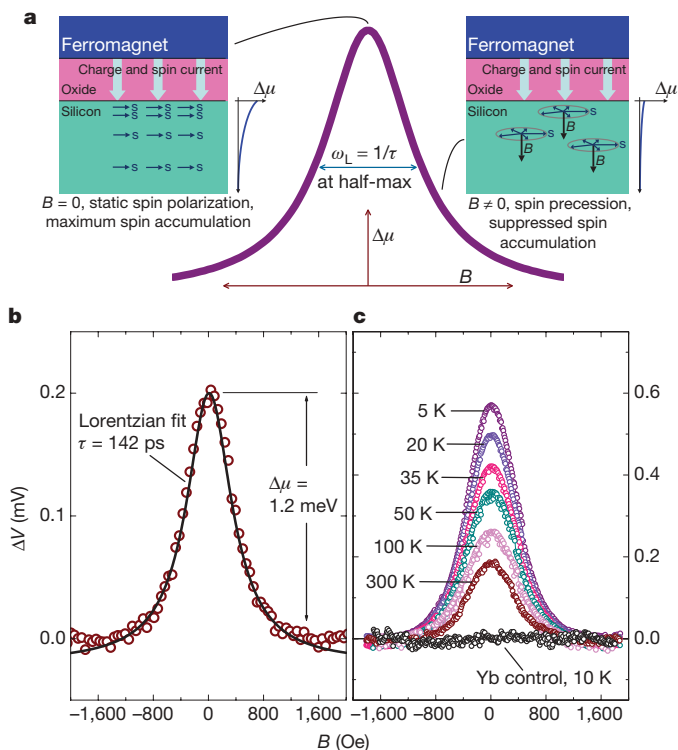 a
Ferromagnet
Charge and spin current
Oxide
Silicon
S S S
S S S
S S S
S S S
Δμ
B = 0, static spin polarization,
maximum spin accumulation
ω_L = 1/τ
at half-max
Δμ
B
Ferromagnet
Charge and spin current
Oxide
Silicon
Δμ
S
S
S
B
B
B
B ≠ 0, spin precession,
suppressed spin
accumulation
b
ΔV (mV)
0.2
0.1
0.0
Lorentzian fit
τ = 142 ps
Δμ =
1.2 meV
–1,600 –800 0 800 1,600
c
5 K
20 K
35 K
50 K
100 K
300 K
Yb control, 10 K
0.6
0.4
0.2
0.0
–1,600 –800 0 800 1,600
B (Oe)